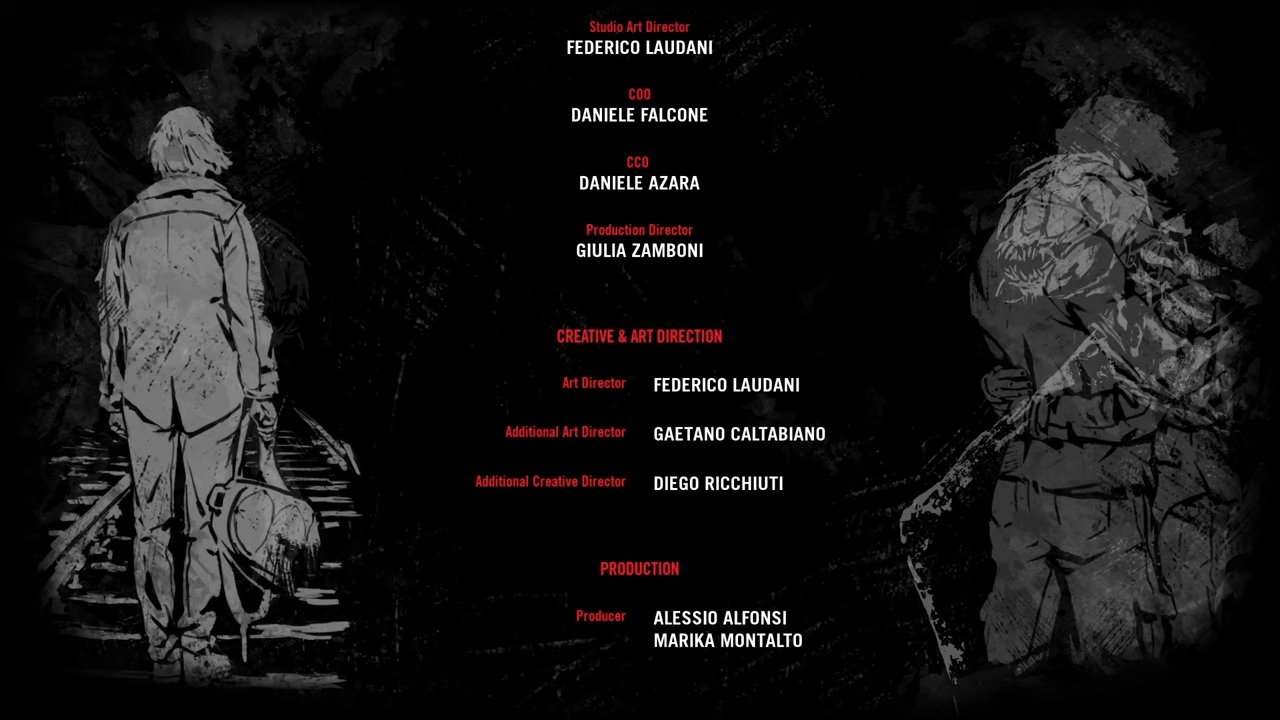 Studio Art Director
FEDERICO LAUDANI
COO
DANIELE FALCONE
CCO
DANIELE AZARA
Production Director
GIULIA ZAMBONI
CREATIVE & ART DIRECTION
Art Director FEDERICO LAUDANI
Additional Art Director GAETANO CALTABIANO
Additional Creative Director DIEGO RICCHIUTI
PRODUCTION
Producer ALESSIO ALFONSI
MARIKA MONTALTO